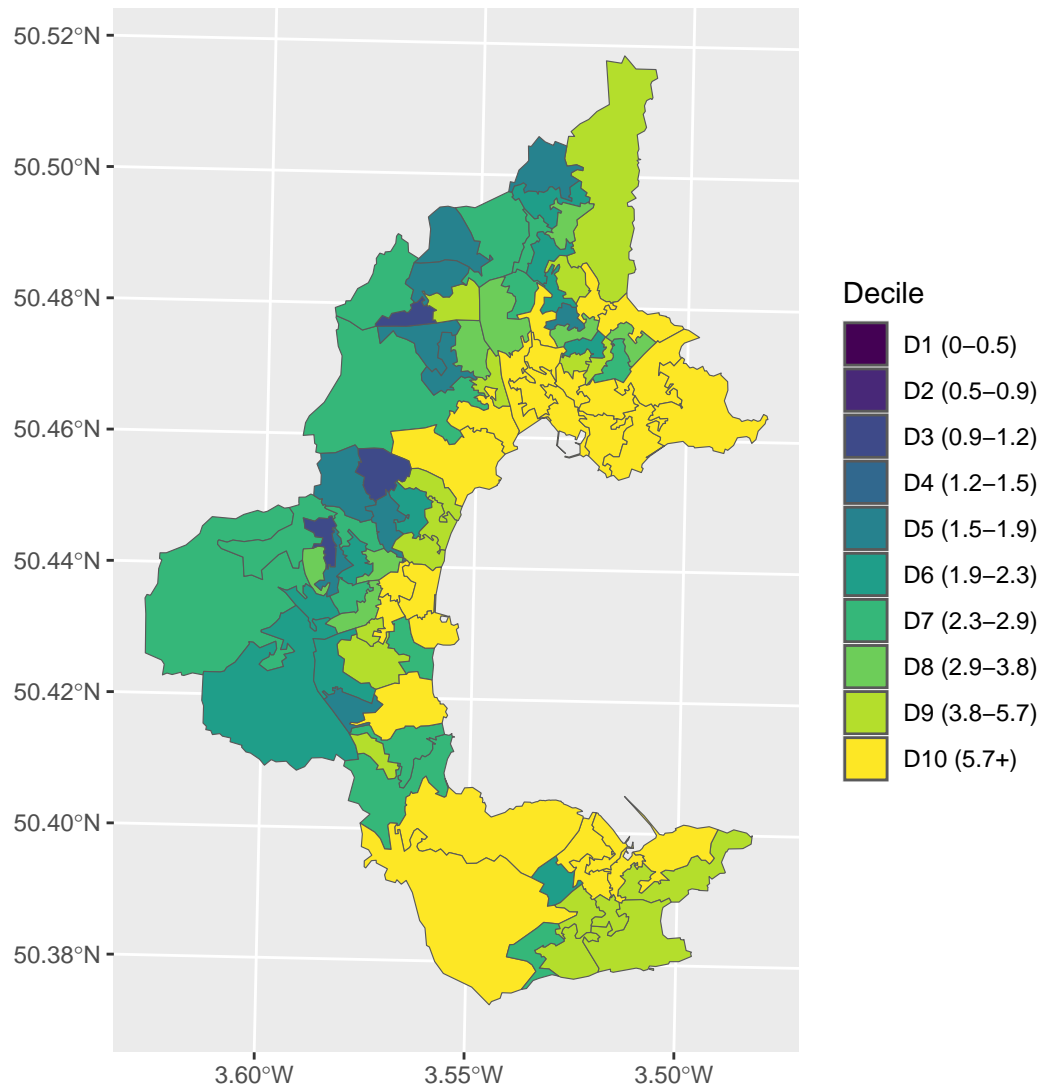 50.52°N
50.50°N
50.48°N
50.46°N
50.44°N
50.42°N
50.40°N
50.38°N
3.60°W 3.55°W 3.50°W
Decile
D1 (0–0.5)
D2 (0.5–0.9)
D3 (0.9–1.2)
D4 (1.2–1.5)
D5 (1.5–1.9)
D6 (1.9–2.3)
D7 (2.3–2.9)
D8 (2.9–3.8)
D9 (3.8–5.7)
D10 (5.7+)